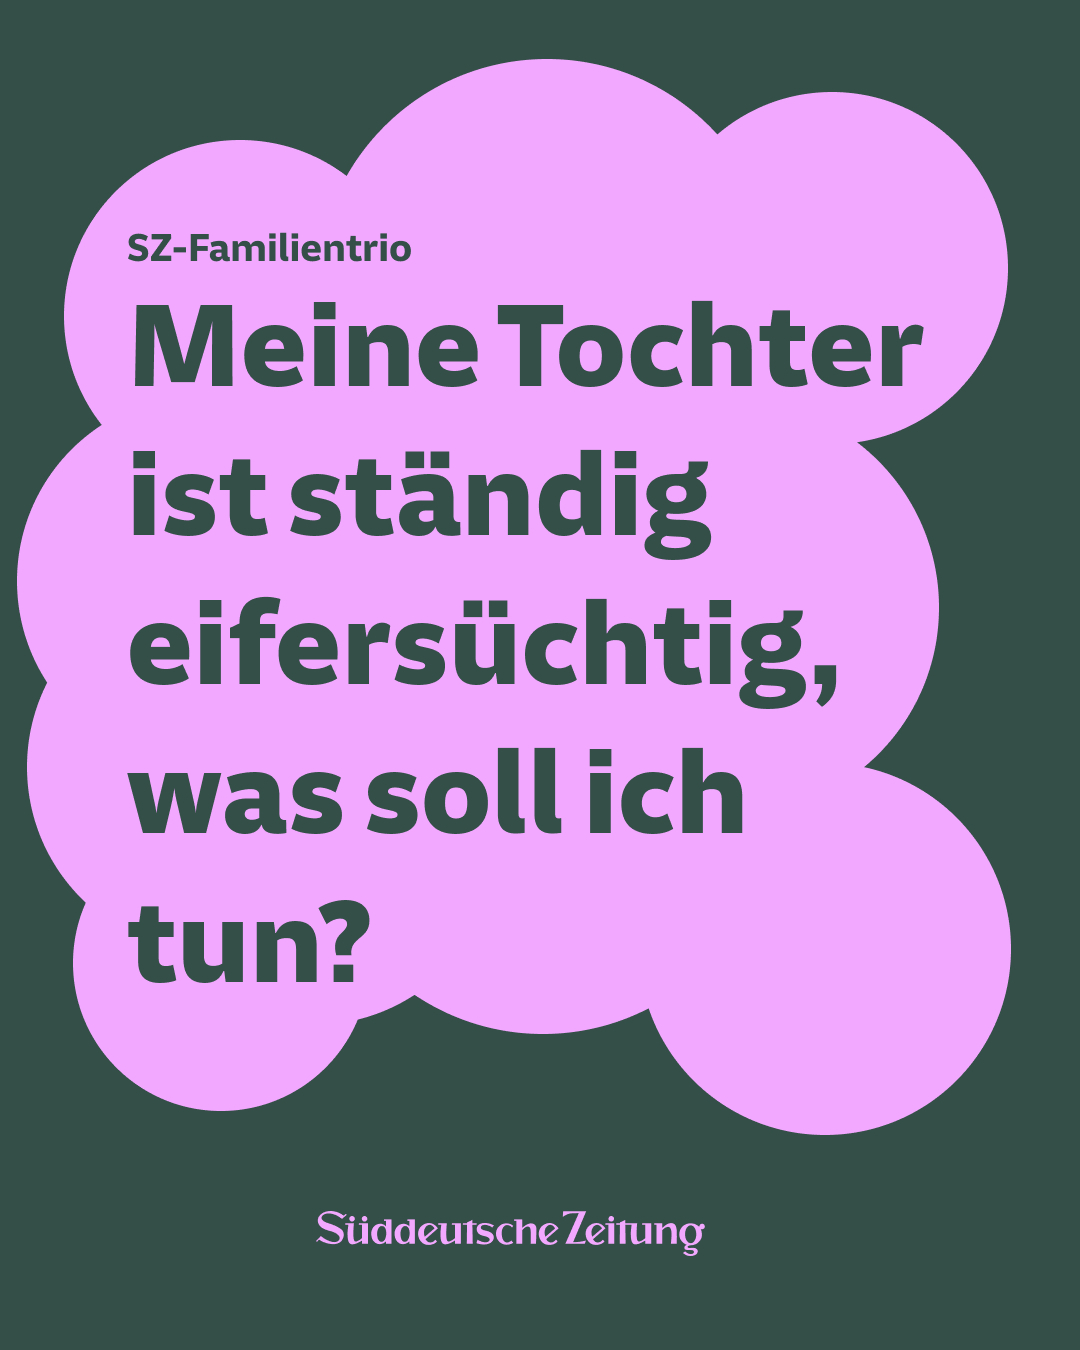 SZ-Familientrio
Meine Tochter
ist ständig
eifersüchtig,
was soll ich
tun?
Süddeutsche Zeitung